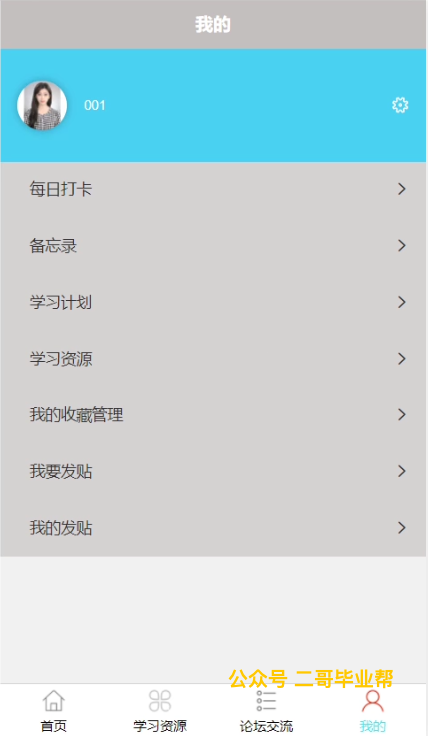 我的
001
每日打卡
备忘录
学习计划
学习资源
我的收藏管理
我要发贴
我的发贴
公众号 二哥毕业帮
首页
学习资源
论坛交流
我的